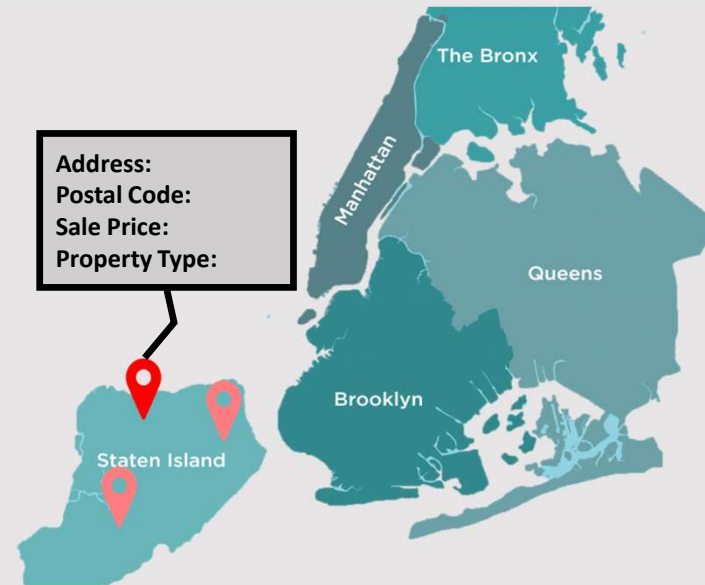 The Bronx
Manhattan
Address:
Postal Code:
Sale Price:
Property Type:
Queens
Brooklyn
Staten Island